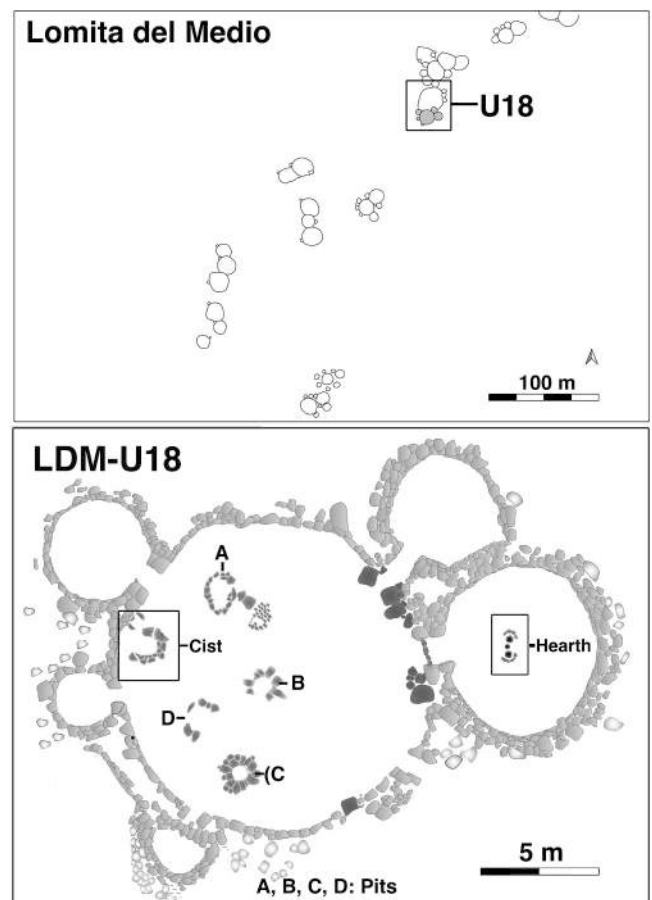 Lomita del Medio
U18
100 m
LDM-U18
A
Cist
Hearth
B
D
(C
5 m
A, B, C, D: Pits